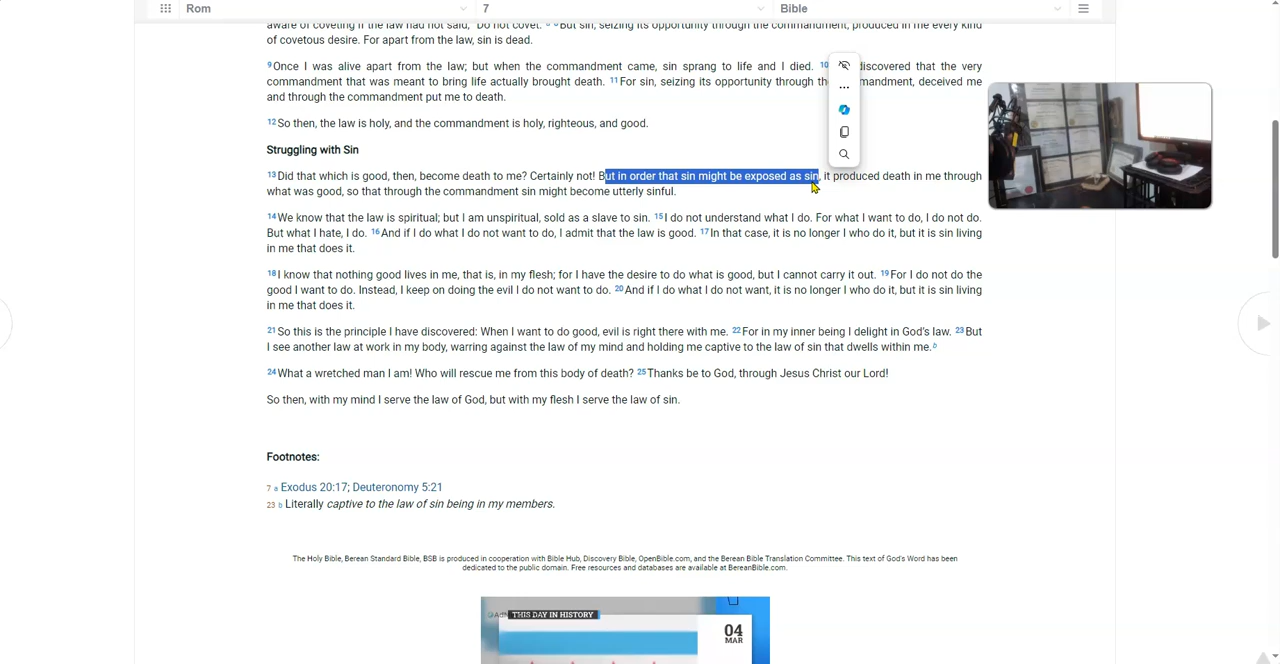 Rom 7 Bible
aware of coveting if the law had not said, "Do not covet." 8 But sin, seizing its opportunity through the commandment, produced in me every kind
of covetous desire. For apart from the law, sin is dead.
9 Once I was alive apart from the law; but when the commandment came, sin sprang to life and I died. 10 discovered that the very
commandment that was meant to bring life actually brought death. 11 For sin, seizing its opportunity through th mandment, deceived me
and through the commandment put me to death.
12 So then, the law is holy, and the commandment is holy, righteous, and good.
Struggling with Sin
13 Did that which is good, then, become death to me? Certainly not! But in order that sin might be exposed as sin, it produced death in me through
what was good, so that through the commandment sin might become utterly sinful.
14 We know that the law is spiritual; but I am unspiritual, sold as a slave to sin. 15 I do not understand what I do. For what I want to do, I do not do.
But what I hate, I do. 16 And if I do what I do not want to do, I admit that the law is good. 17 In that case, it is no longer I who do it, but it is sin living
in me that does it.
18 I know that nothing good lives in me, that is, in my flesh; for I have the desire to do what is good, but I cannot carry it out. 19 For I do not do the
good I want to do. Instead, I keep on doing the evil I do not want to do. 20 And if I do what I do not want, it is no longer I who do it, but it is sin living
in me that does it.
21 So this is the principle I have discovered: When I want to do good, evil is right there with me. 22 For in my inner being I delight in God's law. 23 But
I see another law at work in my body, warring against the law of my mind and holding me captive to the law of sin that dwells within me. b
24 What a wretched man I am! Who will rescue me from this body of death? 25 Thanks be to God, through Jesus Christ our Lord!
So then, with my mind I serve the law of God, but with my flesh I serve the law of sin.
Footnotes:
7 a Exodus 20:17; Deuteronomy 5:21
23 b Literally captive to the law of sin being in my members.
The Holy Bible, Berean Standard Bible, BSB is produced in cooperation with Bible Hub, Discovery Bible, OpenBible.com, and the Berean Bible Translation Committee. This text of God's Word has been
dedicated to the public domain. Free resources and databases are available at BereanBible.com.
THIS DAY IN HISTORY
04
MAR